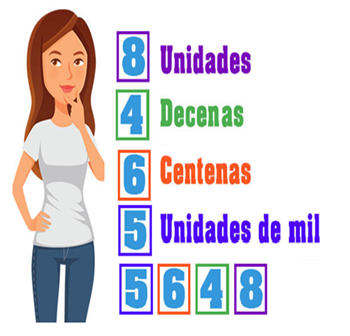 8 Unidades
4 Decenas
6 Centenas
5 Unidades de mil
5 6 4 8